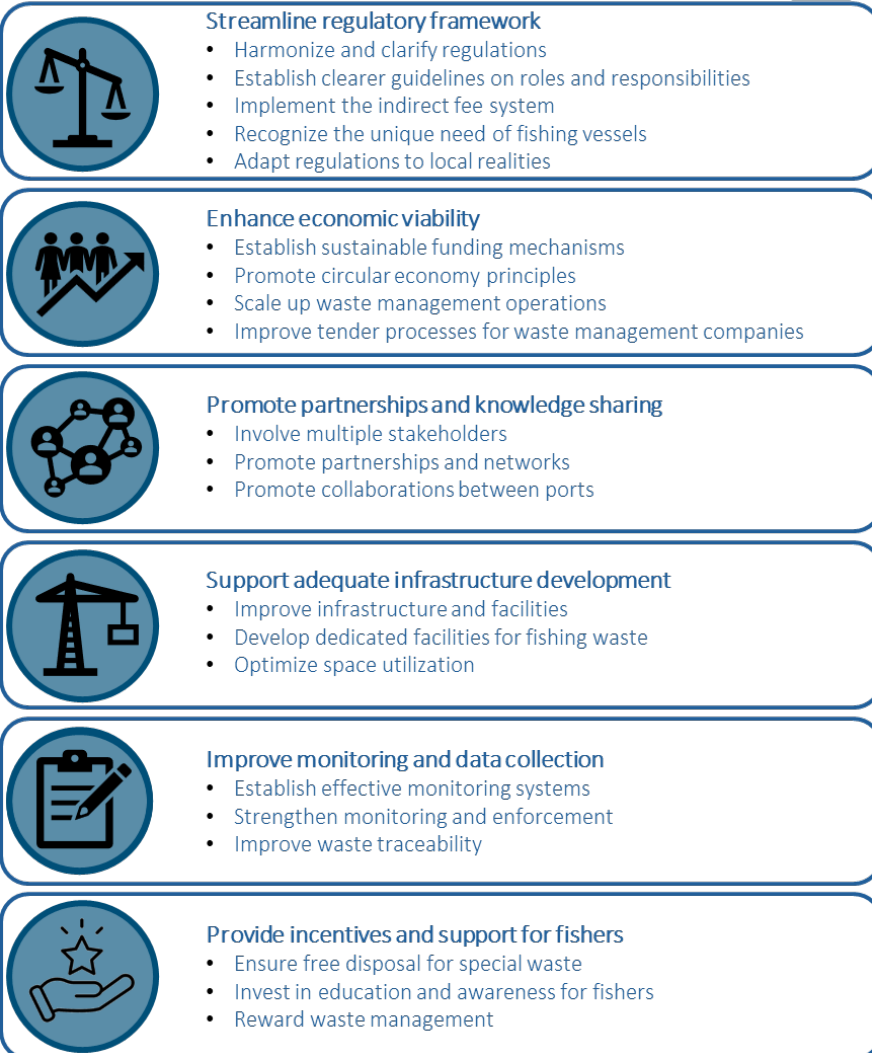 Streamline regulatory framework
• Harmonize and clarify regulations
• Establish clearer guidelines on roles and responsibilities
• Implement the indirect fee system
• Recognize the unique need of fishing vessels
• Adapt regulations to local realities
Enhance economic viability
• Establish sustainable funding mechanisms
• Promote circular economy principles
• Scale up waste management operations
• Improve tender processes for waste management companies
Promote partnerships and knowledge sharing
• Involve multiple stakeholders
• Promote partnerships and networks
• Promote collaborations between ports
Support adequate infrastructure development
• Improve infrastructure and facilities
• Develop dedicated facilities for fishing waste
• Optimize space utilization
Improve monitoring and data collection
• Establish effective monitoring systems
• Strengthen monitoring and enforcement
• Improve waste traceability
Provide incentives and support for fishers
• Ensure free disposal for special waste
• Invest in education and awareness for fishers
• Reward waste management